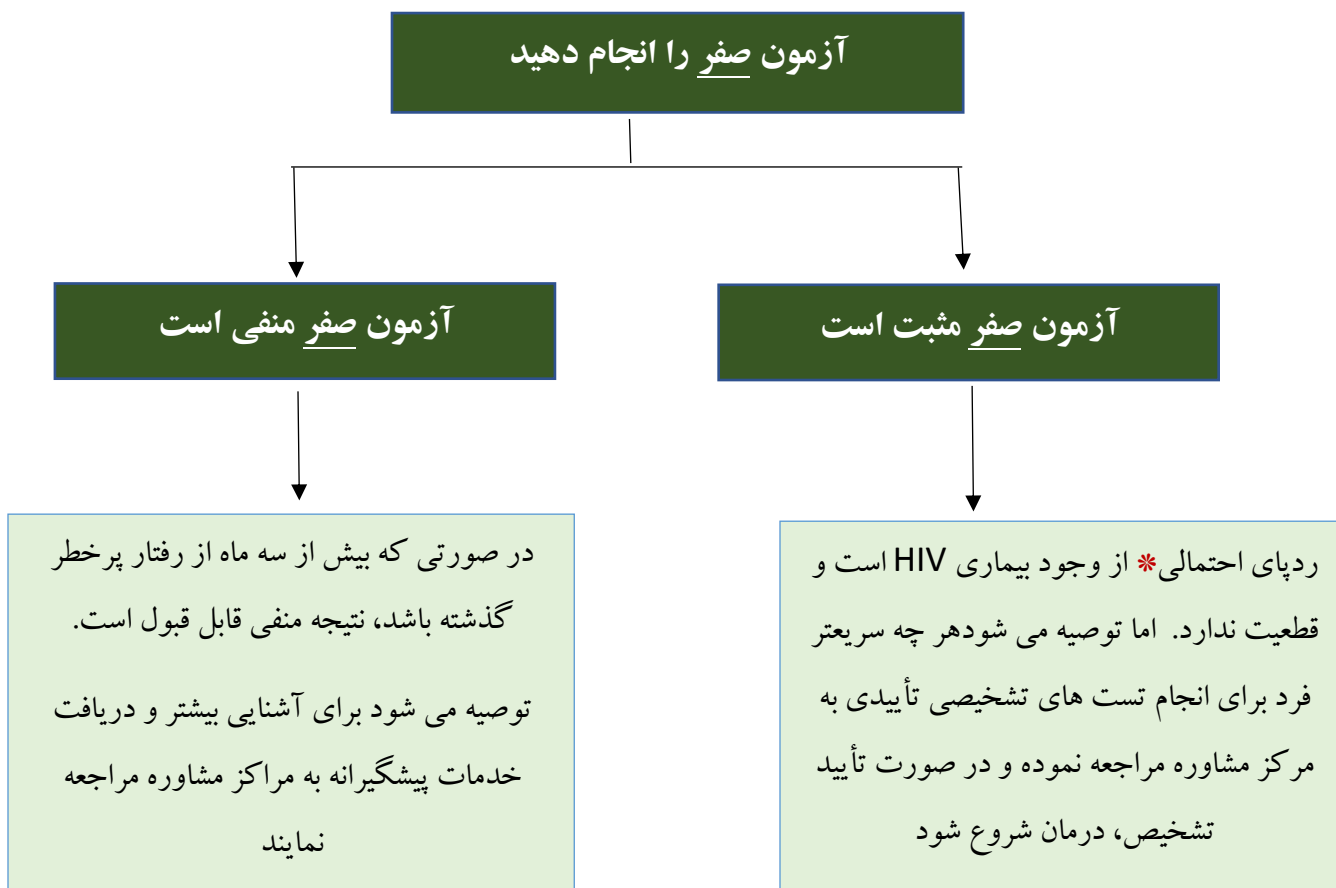 آزمون صفر را انجام دهید
آزمون صفر مثبت است
آزمون صفر منفی است
ردپای احتمالی* از وجود بیماری HIV است و
قطعیت ندارد. اما توصیه می شودهر چه سریعتر
فرد برای انجام تست های تشخیصی تأییدی به
مرکز مشاوره مراجعه نموده و در صورت تأیید
تشخیص، درمان شروع شود
در صورتی که بیش از سه ماه از رفتار پرخطر
گذشته باشد، نتیجه منفی قابل قبول است.
توصیه می شود برای آشنایی بیشتر و دریافت
خدمات پیشگیرانه به مراکز مشاوره مراجعه
نمایند